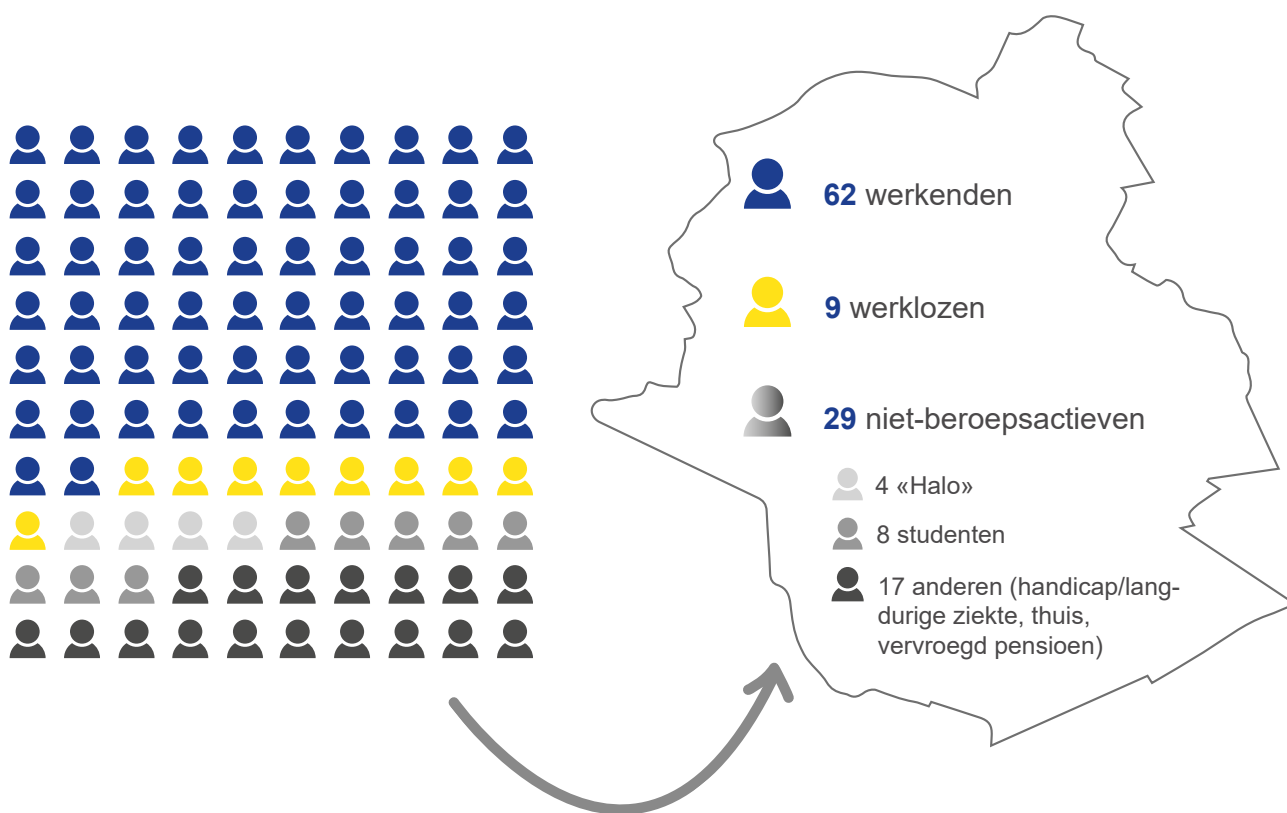 62 werkenden
9 werklozen
29 niet-beroepsactieven
4 «Halo»
8 studenten
17 anderen (handicap/lang-
durige ziekte, thuis,
vervroegd pensioen)